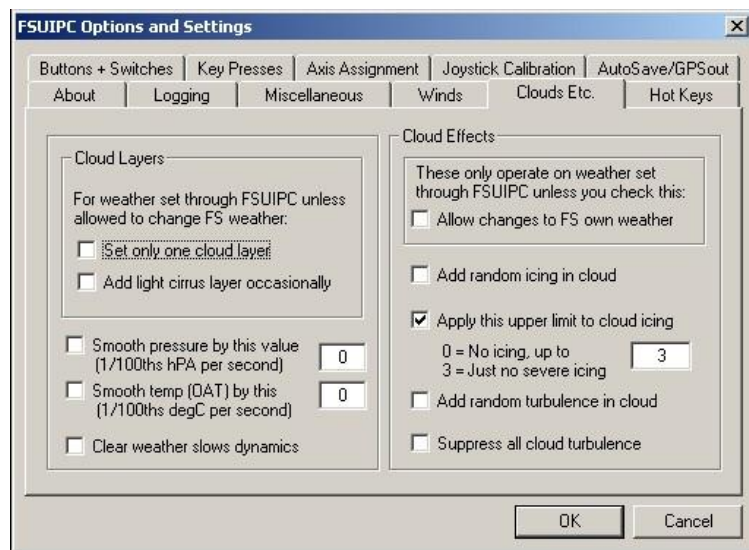 FSUIPC Options and Settings
Buttons + Switches
Key Presses
Axis Assignment
Joystick Calibration
AutoSave/GPSout
About
Logging
Miscellaneous
Winds
Clouds Etc.
Hot Keys
Cloud Layers
For weather set through FSUIPC unless
allowed to change FS weather:
Set only one cloud layer
Add light cirrus layer occasionally
Smooth pressure by this value
(1/100ths hPA per second)
0
Smooth temp (OAT) by this
(1/100ths degC per second)
0
Clear weather slows dynamics
Cloud Effects
These only operate on weather set
through FSUIPC unless you check this:
Allow changes to FS own weather
Add random icing in cloud
Apply this upper limit to cloud icing
0 = No icing, up to
3 = Just no severe icing
3
Add random turbulence in cloud
Suppress all cloud turbulence
OK
Cancel